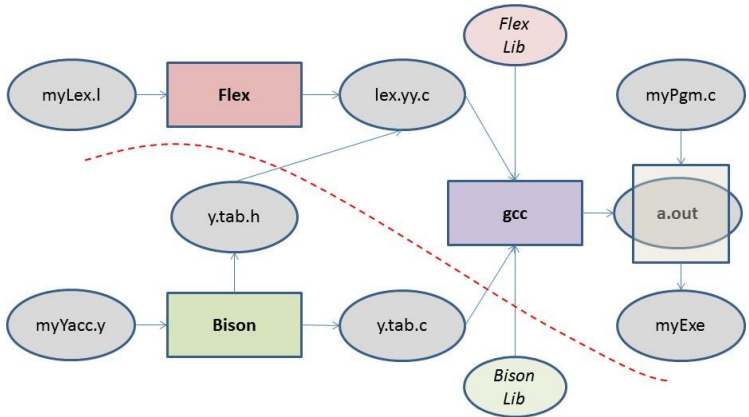 Flex
Lib
myLex.l
Flex
lex.yy.c
myPgm.c
y.tab.h
gcc
a.out
myYacc.y
Bison
y.tab.c
myExe
Bison
Lib